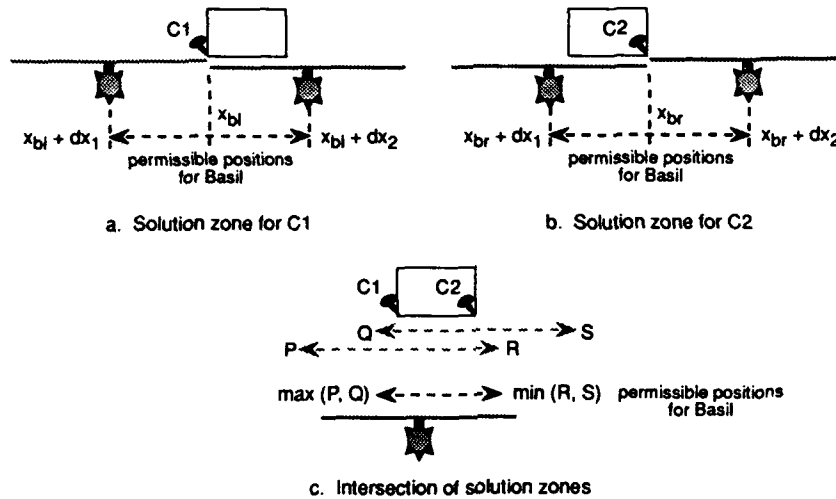 C1
x_bl
x_bl + dx_1
x_bl + dx_2
permissible positions
for Basil
a. Solution zone for C1
C2
x_br
x_br + dx_1
x_br + dx_2
permissible positions
for Basil
b. Solution zone for C2
C1 C2
Q S
P R
max (P, Q) min (R, S) permissible positions
for Basil
c. Intersection of solution zones